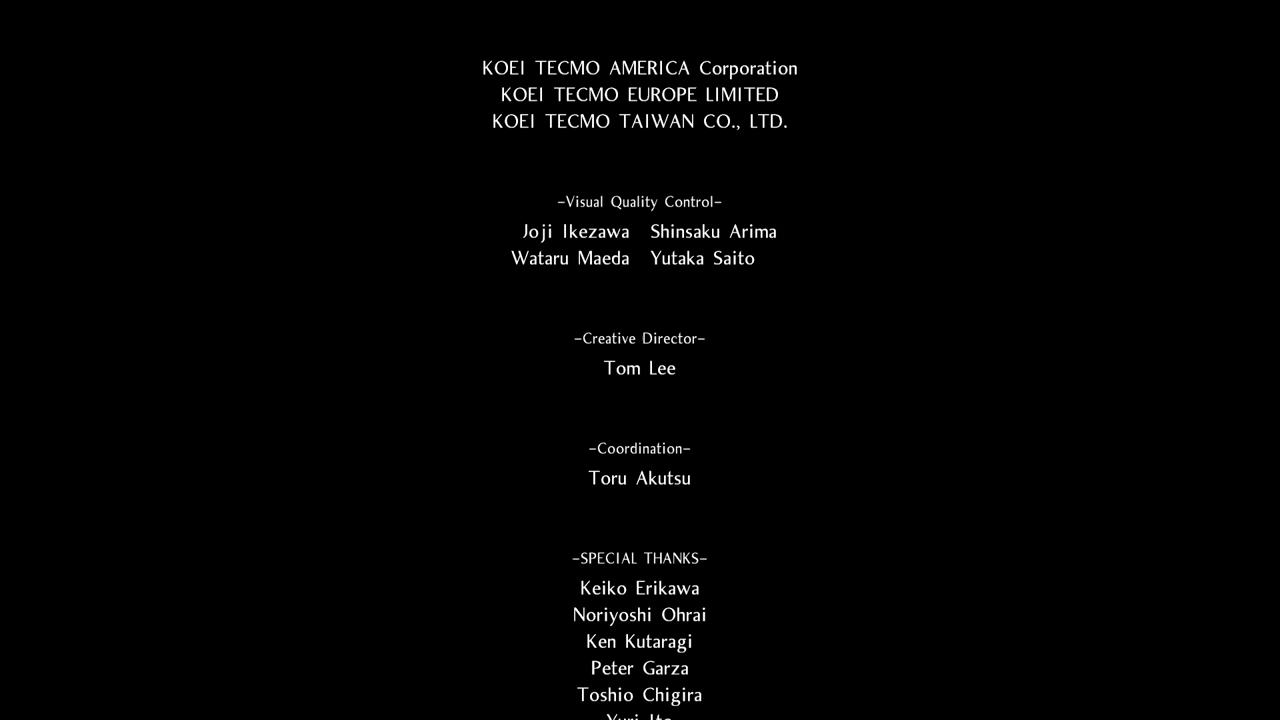 KOEI TECMO AMERICA Corporation
KOEI TECMO EUROPE LIMITED
KOEI TECMO TAIWAN CO., LTD.
–Visual Quality Control–
Joji Ikezawa Shinsaku Arima
Wataru Maeda Yutaka Saito
–Creative Director–
Tom Lee
–Coordination–
Toru Akutsu
–SPECIAL THANKS–
Keiko Erikawa
Noriyoshi Ohrai
Ken Kutaragi
Peter Garza
Toshio Chigira